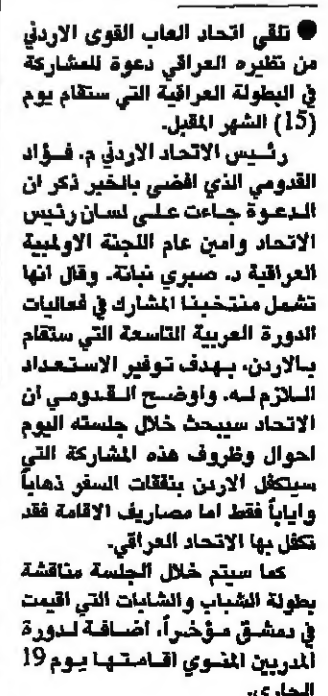 ● تلقى اتحاد العاب القوى الاردني
من نظيره العراقي دعوة للمشاركة
في البطولة العراقية التي ستقام يوم
(15) الشهر المقبل.
رئيس الاتحاد الاردني م. فؤاد
القدومي الذي افضي بالخبر ذكر ان
الدعوة جاءت على لسان رئيس
الاتحاد وامين عام اللجنة الاولمبية
العراقية د. صبري نباتة. وقال انها
تشمل منتخبنا المشارك في فعاليات
الدورة العربية التاسعة التي ستقام
بالاردن، بهدف توفير الاستعداد
اللازم له. واوضح القدومي ان
الاتحاد سيبحث خلال جلسته اليوم
احوال وظروف هذه المشاركة التي
سيتكفل الاردن بنفقات السفر ذهاباً
واياباً فقط اما مصاريف الاقامة فقد
تكفل بها الاتحاد العراقي.
كما سيتم خلال الجلسة مناقشة
بطولة الشباب والشابات التي اقيمت
في دمشق مؤخراً، اضافة لدورة
المدربين المنوي اقامتها يوم 19
الجاري.